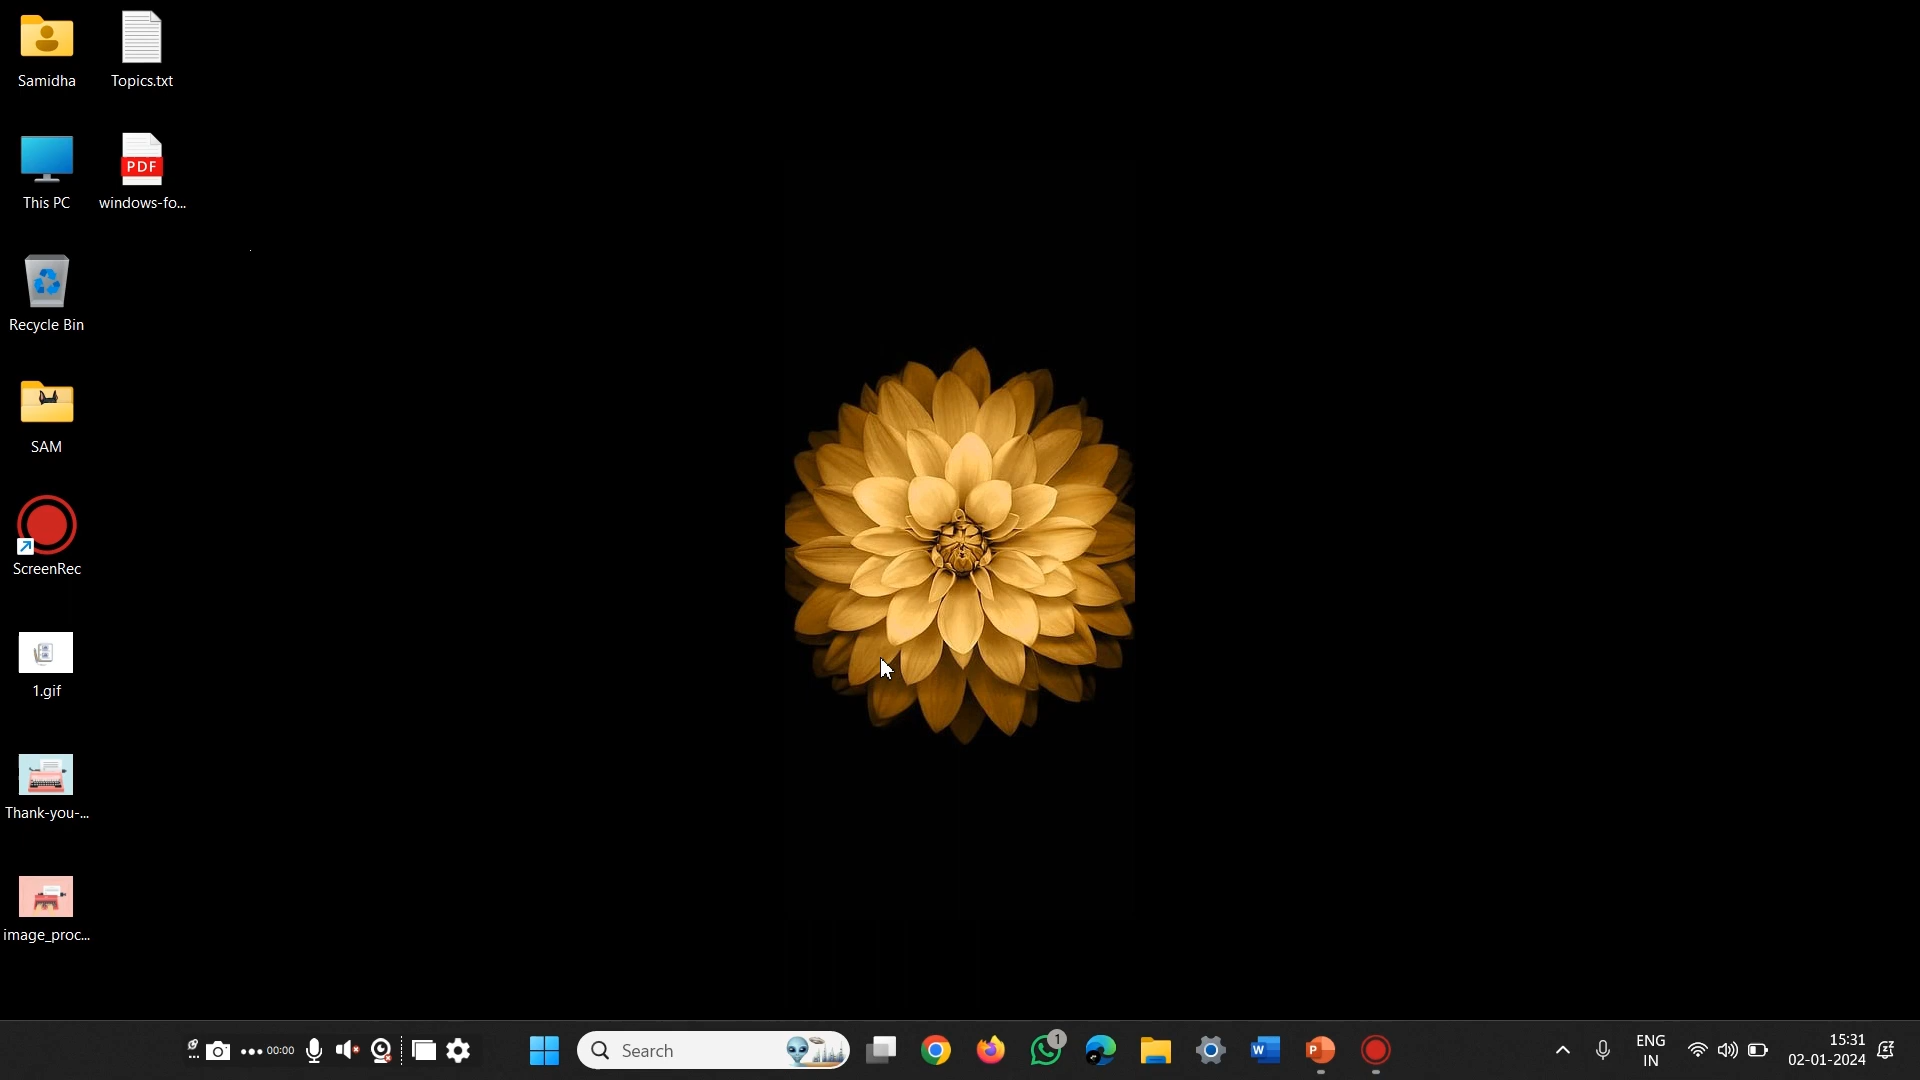 Samidha
Topics.txt
This PC
PDF
windows-fo...
Recycle Bin
SAM
ScreenRec
1.gif
Thank-you-...
image_proc...
00:00
Search
1
W
P
ENG
IN
15:31
02-01-2024